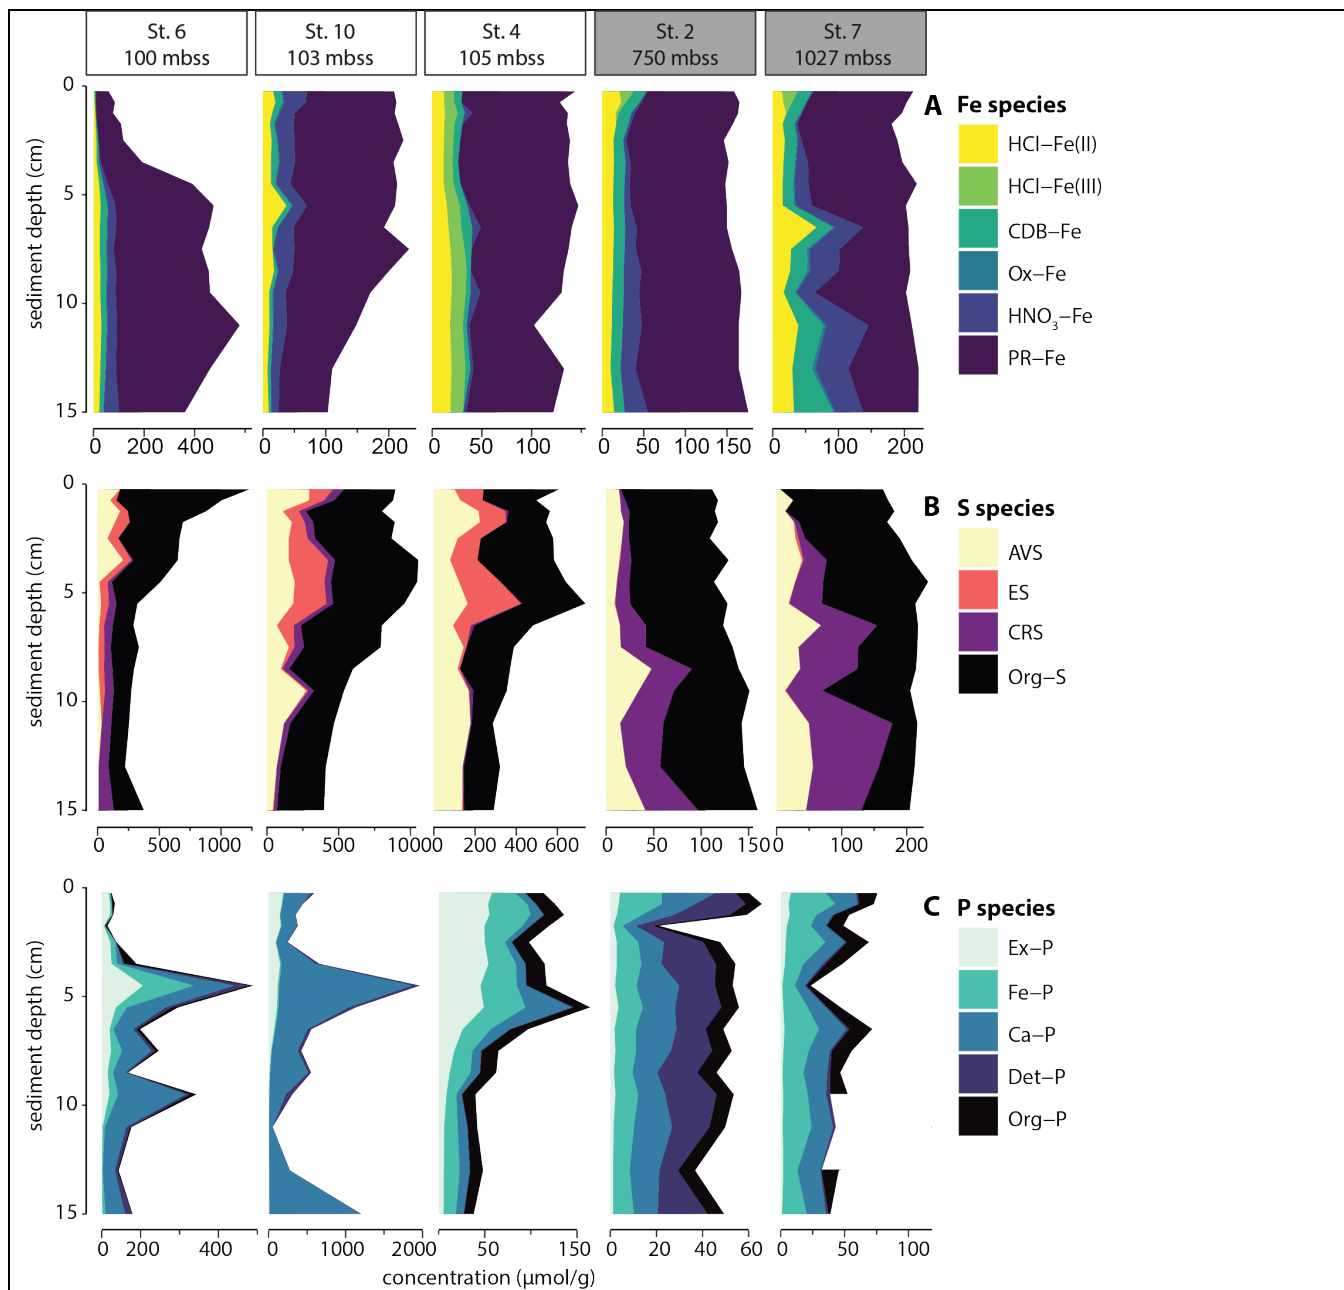 St. 6
100 mbss
St. 10
103 mbss
St. 4
105 mbss
St. 2
750 mbss
St. 7
1027 mbss
0
5
10
15
sediment depth (cm)
0 200 400
0 100 200
0 50 100
0 50 100 150
0 100 200
A Fe species
HCl–Fe(II)
HCl–Fe(III)
CDB–Fe
Ox–Fe
HNO3–Fe
PR–Fe
0
5
10
15
sediment depth (cm)
0 500 1000
0 500 1000
0 200 400 600
0 50 100 150
0 100 200
B S species
AVS
ES
CRS
Org–S
0
5
10
15
sediment depth (cm)
0 200 400
0 1000 2000
50 150
0 20 40 60
0 50 100
concentration (µmol/g)
C P species
Ex–P
Fe–P
Ca–P
Det–P
Org–P